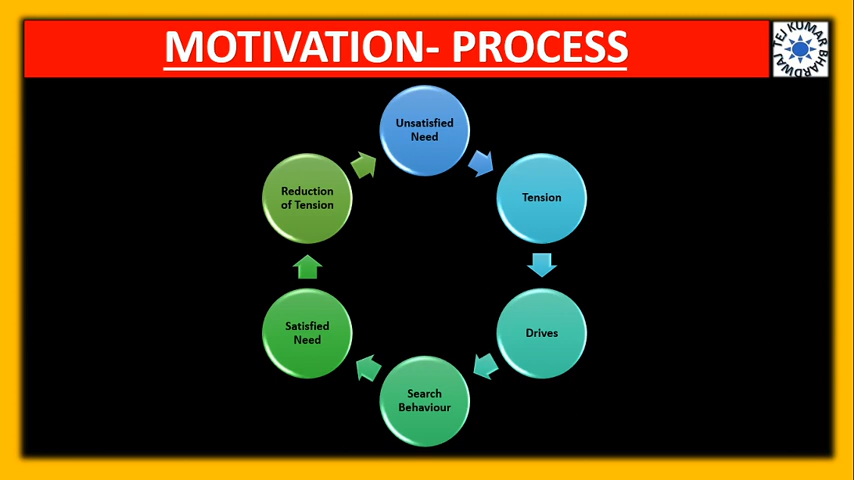 MOTIVATION- PROCESS
TEJ KUMAR BHARDWAJ
Unsatisfied
Need
Tension
Drives
Search
Behaviour
Satisfied
Need
Reduction
of Tension